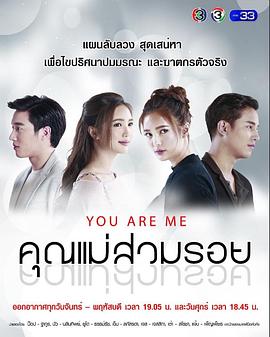 3 3 33
แผนลับลวง สุดเสน่หา
เพื่อไขปริศนาปมมรณะ และฆาตกรตัวจริง
YOU ARE ME
คุณแม่สวมรอย
ออกอากาศทุกวันจันทร์ - พฤหัสบดี เวลา 19.05 น. และวันศุกร์ เวลา 18.45 น.